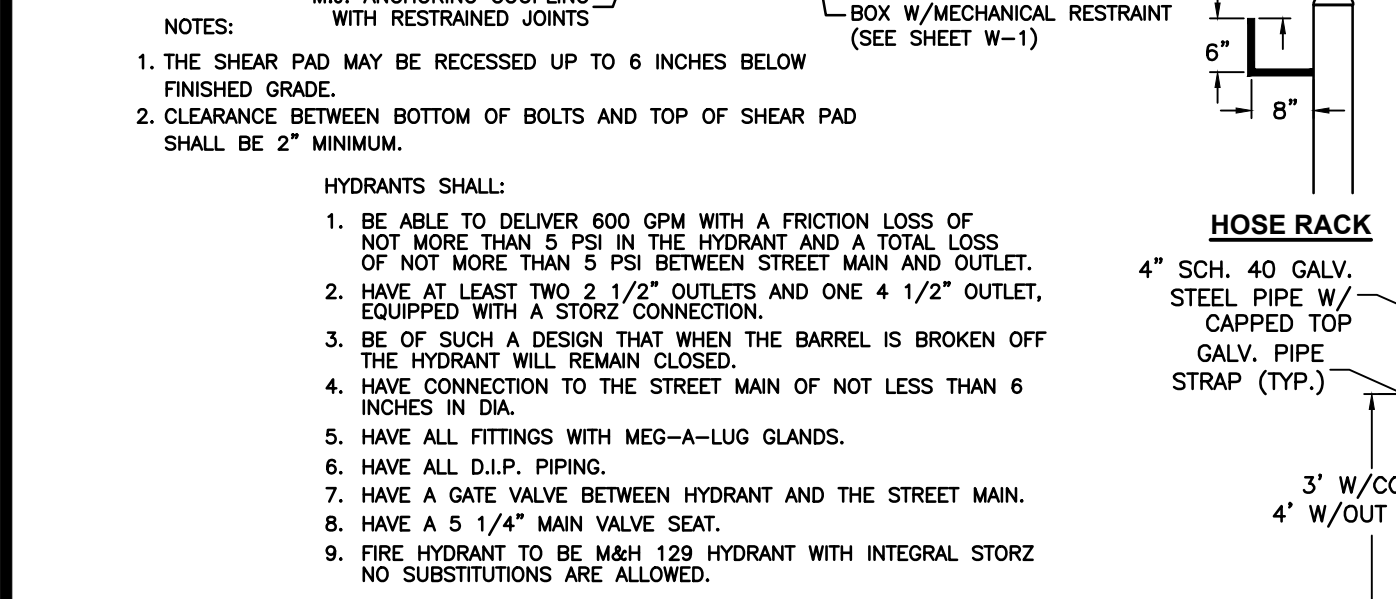 WITH RESTRAINED JOINTS
BOX W/MECHANICAL RESTRAINT
(SEE SHEET W-1)
NOTES:
1. THE SHEAR PAD MAY BE RECESSED UP TO 6 INCHES BELOW
FINISHED GRADE.
2. CLEARANCE BETWEEN BOTTOM OF BOLTS AND TOP OF SHEAR PAD
SHALL BE 2" MINIMUM.
HYDRANTS SHALL:
1. BE ABLE TO DELIVER 600 GPM WITH A FRICTION LOSS OF
NOT MORE THAN 5 PSI IN THE HYDRANT AND A TOTAL LOSS
OF NOT MORE THAN 5 PSI BETWEEN STREET MAIN AND OUTLET.
2. HAVE AT LEAST TWO 2 1/2" OUTLETS AND ONE 4 1/2" OUTLET,
EQUIPPED WITH A STORZ CONNECTION.
3. BE OF SUCH A DESIGN THAT WHEN THE BARREL IS BROKEN OFF
THE HYDRANT WILL REMAIN CLOSED.
4. HAVE CONNECTION TO THE STREET MAIN OF NOT LESS THAN 6
INCHES IN DIA.
5. HAVE ALL FITTINGS WITH MEG-A-LUG GLANDS.
6. HAVE ALL D.I.P. PIPING.
7. HAVE A GATE VALVE BETWEEN HYDRANT AND THE STREET MAIN.
8. HAVE A 5 1/4" MAIN VALVE SEAT.
9. FIRE HYDRANT TO BE M&H 129 HYDRANT WITH INTEGRAL STORZ
NO SUBSTITUTIONS ARE ALLOWED.
6"
8"
HOSE RACK
4" SCH. 40 GALV.
STEEL PIPE W/
CAPPED TOP
GALV. PIPE
STRAP (TYP.)
3' W/
4' W/OUT